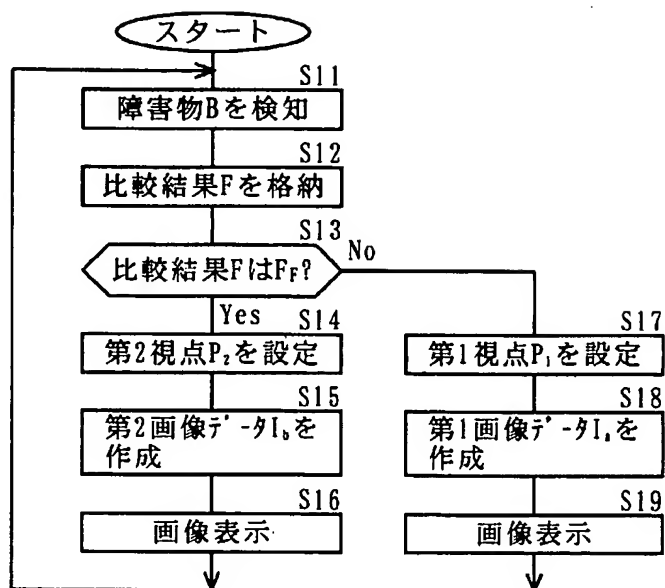 スタート
S11
障害物Bを検知
S12
比較結果Fを格納
S13
比較結果FはFF?
No
Yes
S14
第2視点P2を設定
S15
第2画像データIbを
作成
S16
画像表示
S17
第1視点P1を設定
S18
第1画像データIaを
作成
S19
画像表示